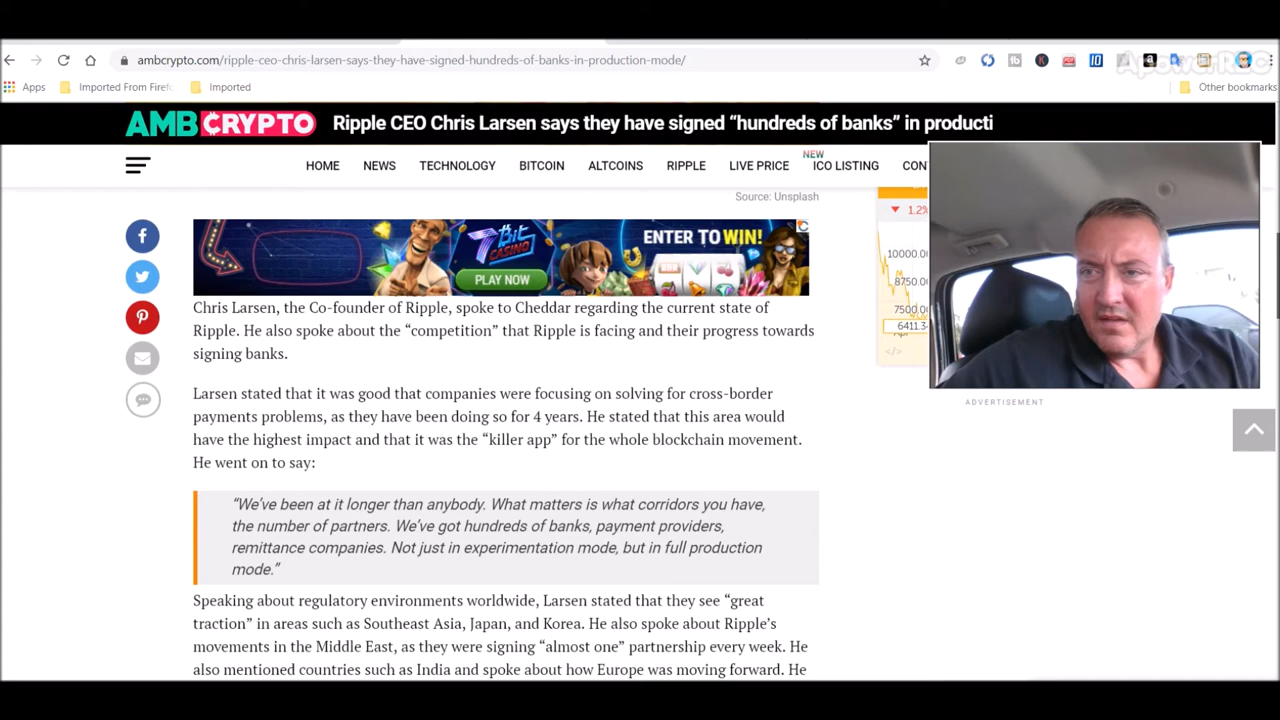 ambcrypto.com/ripple-ceo-chris-larsen-says-they-have-signed-hundreds-of-banks-in-production-mode/
ApowerREC
Apps
Imported From Firef
Imported
Other bookmarks
AMBCRYPTO
Ripple CEO Chris Larsen says they have signed “hundreds of banks” in producti
HOME
NEWS
TECHNOLOGY
BITCOIN
ALTCOINS
RIPPLE
LIVE PRICE
NEW
ICO LISTING
CON
Source: Unsplash
7Bit CASINO
PLAY NOW
ENTER TO WIN!
1.2%
10000.00
8750.00
7500.0
6411.34
Chris Larsen, the Co-founder of Ripple, spoke to Cheddar regarding the current state of
Ripple. He also spoke about the “competition” that Ripple is facing and their progress towards
signing banks.
Larsen stated that it was good that companies were focusing on solving for cross-border
payments problems, as they have been doing so for 4 years. He stated that this area would
have the highest impact and that it was the “killer app” for the whole blockchain movement.
He went on to say:
“We’ve been at it longer than anybody. What matters is what corridors you have,
the number of partners. We’ve got hundreds of banks, payment providers,
remittance companies. Not just in experimentation mode, but in full production
mode.”
Speaking about regulatory environments worldwide, Larsen stated that they see “great
traction” in areas such as Southeast Asia, Japan, and Korea. He also spoke about Ripple’s
movements in the Middle East, as they were signing “almost one” partnership every week. He
also mentioned countries such as India and spoke about how Europe was moving forward. He
ADVERTISEMENT